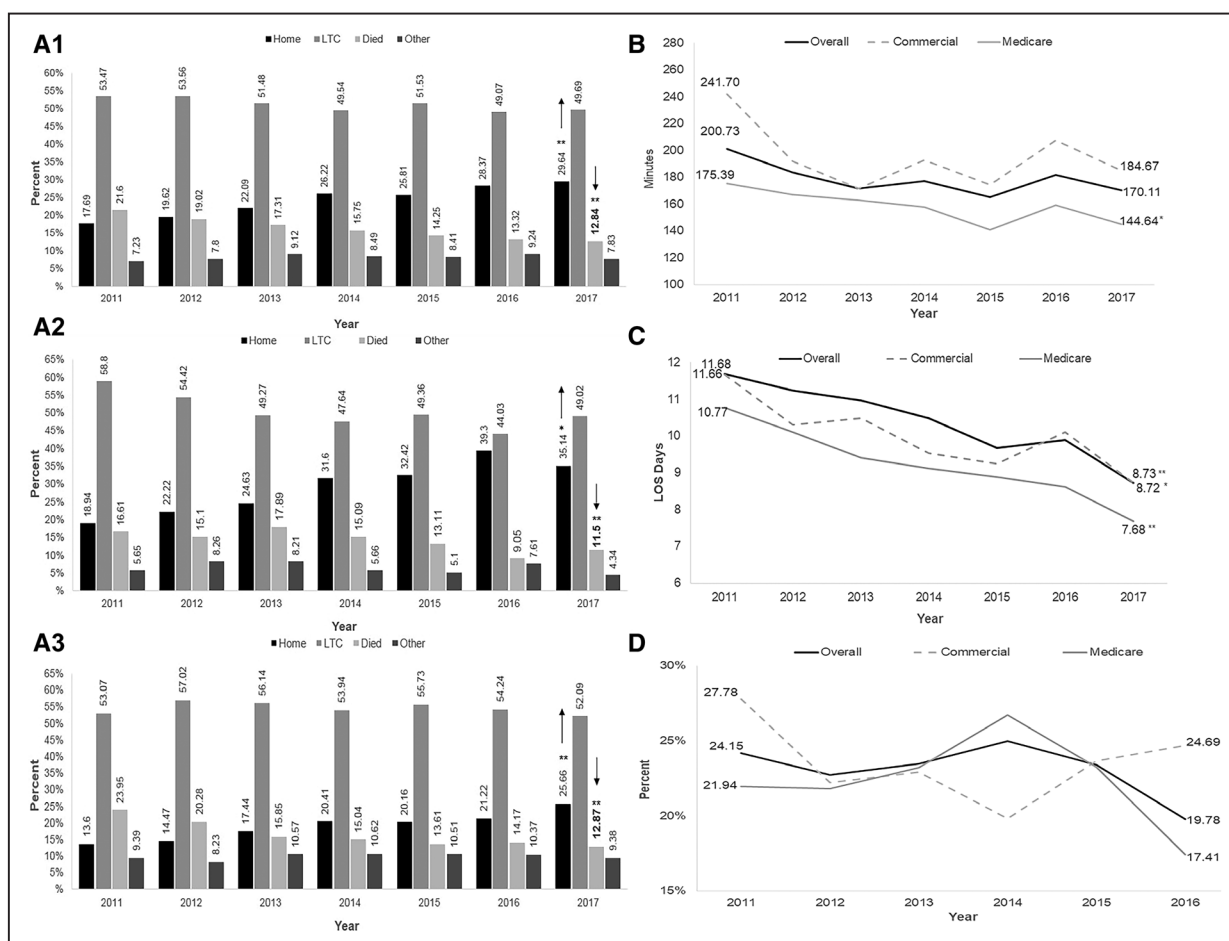 A1
Home LTC Died Other
60%
55%
50%
45%
40%
35%
30%
25%
20%
15%
10%
5%
%
Percent
17.69 53.47 21.6 7.23
19.62 53.56 19.02 7.8
22.09 51.48 17.31 9.12
26.22 49.54 15.75 8.49
25.81 51.53 14.25 8.41
28.37 49.07 13.32 9.24
29.64 ** 49.69 12.84 ** 7.83
2011 2012 2013 2014 2015 2016 2017
Year
A2
Home LTC Died Other
65%
60%
55%
50%
45%
40%
35%
30%
25%
20%
15%
10%
5%
%
Percent
18.94 58.8 16.61 5.65
22.22 54.42 15.1 8.26
24.63 49.27 17.89 8.21
31.6 47.64 15.09 5.66
32.42 49.36 13.11 5.1
39.3 44.03 9.05 7.61
35.14 * 49.02 11.5 ** 4.34
2011 2012 2013 2014 2015 2016 2017
Year
A3
Home LTC Died Other
65%
60%
55%
50%
45%
40%
35%
30%
25%
20%
15%
10%
5%
%
Percent
13.6 53.07 23.95 9.39
14.47 57.02 20.28 8.23
17.44 56.14 15.85 10.57
20.41 53.94 15.04 10.62
20.16 55.73 13.61 10.51
21.22 54.24 14.17 10.37
25.66 ** 52.09 12.87 ** 9.38
2011 2012 2013 2014 2015 2016 2017
Year
B
Overall Commercial Medicare
280
260
240
220
200
180
160
140
120
100
Minutes
241.70
200.73
175.39
184.67
170.11
144.64*
2011 2012 2013 2014 2015 2016 2017
Year
C
Overall Commercial Medicare
12
11
10
9
8
7
6
LOS Days
11.68
11.66
10.77
8.73 **
8.72 *
7.68 **
2011 2012 2013 2014 2015 2016 2017
Year
D
Overall Commercial Medicare
30%
25%
20%
15%
Percent
27.78
24.15
21.94
24.69
19.78
17.41
2011 2012 2013 2014 2015 2016
Year